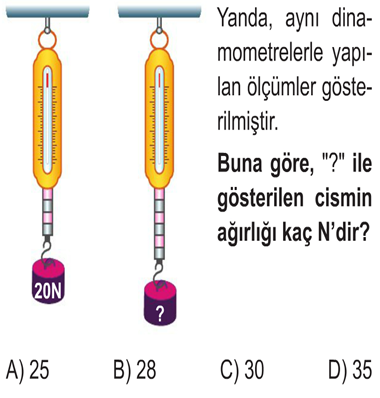 Yanda, aynı dina-
mometrelerle yapı-
lan ölçümler göste-
rilmiştir.
Buna göre, "?" ile
gösterilen cismin
ağırlığı kaç N'dir?
20N
?
A) 25 B) 28 C) 30 D) 35